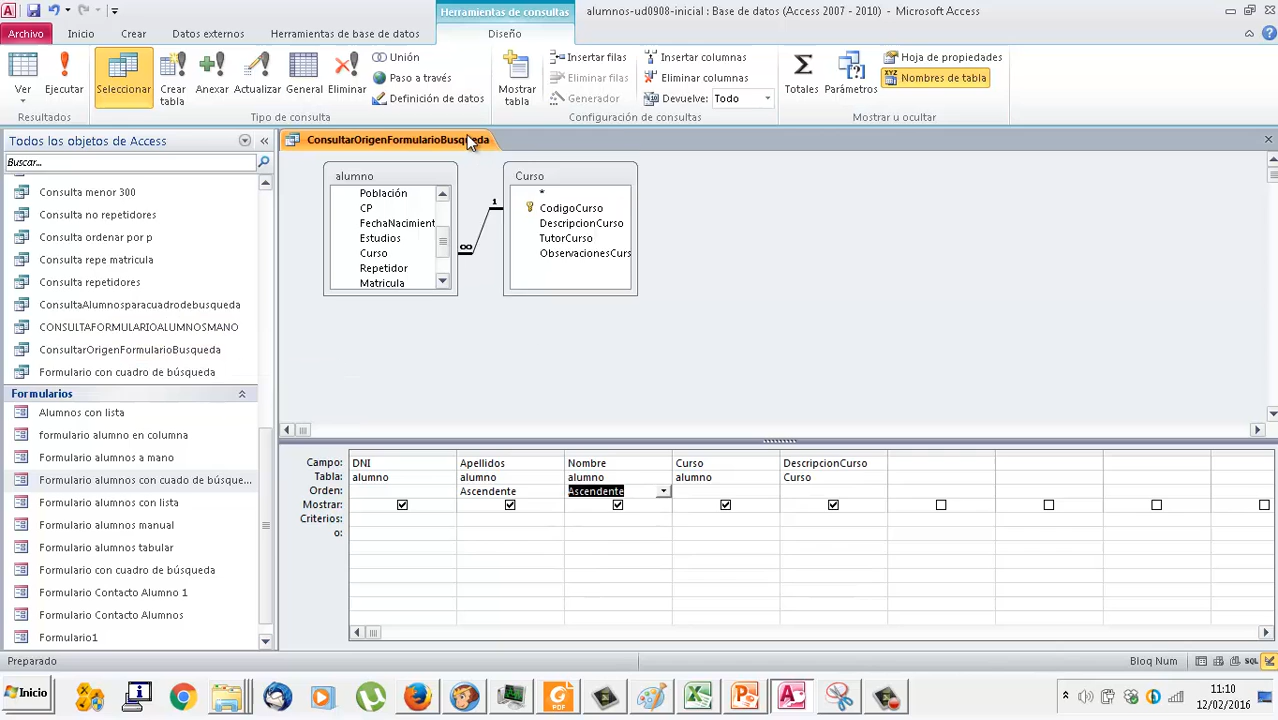 Herramientas de consultas
alumnos-ud0908-inicial : Base de datos (Access 2007 - 2010) - Microsoft Access
Archivo Inicio Crear Datos externos Herramientas de base de datos Diseño
Ver Ejecutar
Seleccionar Crear tabla Anexar Actualizar General Eliminar
Unión
Paso a través
Definición de datos
Mostrar tabla
Insertar filas
Eliminar filas
Generador
Insertar columnas
Eliminar columnas
Devuelve: Todo
Totales Parámetros
Hoja de propiedades
Nombres de tabla
Resultados Tipo de consulta Configuración de consultas Mostrar u ocultar
Todos los objetos de Access
Buscar...
Consulta menor 300
Consulta no repetidores
Consulta ordenar por p
Consulta repe matricula
Consulta repetidores
ConsultaAlumnosparacuadrodebusqueda
CONSULTAFORMULARIOALUMNOSMANO
ConsultarOrigenFormularioBusqueda
Formulario con cuadro de búsqueda
Formularios
Alumnos con lista
formulario alumno en columna
Formulario alumnos a mano
Formulario alumnos con cuado de búsque...
Formulario alumnos con lista
Formulario alumnos manual
Formulario alumnos tabular
Formulario con cuadro de búsqueda
Formulario Contacto Alumno 1
Formulario Contacto Alumnos
Formulario1
ConsultarOrigenFormularioBusqueda
alumno
Población
CP
FechaNacimient
Estudios
Curso
Repetidor
Matricula
∞ 1
Curso
*
CodigoCurso
DescripcionCurso
TutorCurso
ObservacionesCurs
Campo: DNI Apellidos Nombre Curso DescripcionCurso
Tabla: alumno alumno alumno alumno Curso
Orden: Ascendente Ascendente
Mostrar:
Criterios:
o:
Preparado Bloq Num SQL
Inicio PDF 11:10
12/02/2016